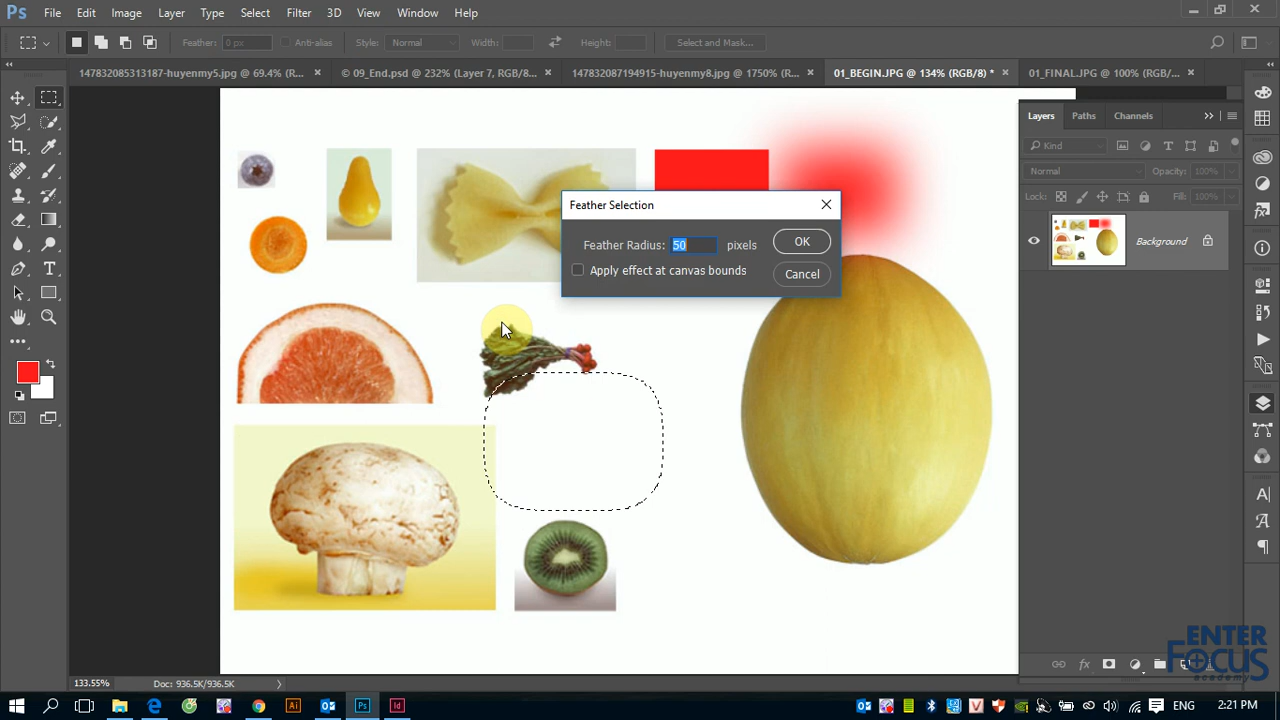 Ps File Edit Image Layer Type Select Filter 3D View Window Help
Feather: 0 px Anti-alias Style: Normal Width: Height: Select and Mask...
147832085313187-huyenmy5.jpg @ 69.4% (R... × © 09_End.psd @ 232% (Layer 7, RGB/8... × 147832087194915-huyenmy8.jpg @ 1750% (R... × 01_BEGIN.JPG @ 134% (RGB/8) * × 01_FINAL.JPG @ 100% (RGB/... ×
Layers Paths Channels
Kind
Normal Opacity: 100%
Lock: Fill: 100%
Background
Feather Selection
Feather Radius: 50 pixels OK
Apply effect at canvas bounds Cancel
ENTER
FOCUS
academy
133.55% Doc: 936.5K/936.5K
ENG 2:21 PM